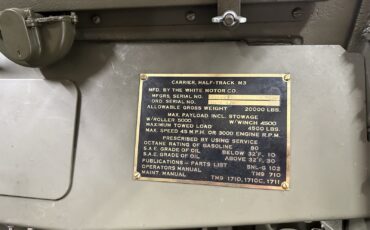 CARRIER, HALF-TRACK M3
MFD. BY THE WHITE MOTOR CO.
MFGRS. SERIAL NO.
ORD. SERIAL NO.
ALLOWABLE GROSS WEIGHT 20000 LBS.
MAX. PAYLOAD INCL. STOWAGE
W/ROLLER 5000 W/WINCH 4500
MAXIMUM TOWED LOAD 4500 LBS.
MAX. SPEED 45 M.P.H. OR 3000 ENGINE R.P.M.
PRESCRIBED BY USING SERVICE
OCTANE RATING OF GASOLINE 80
S.A.E. GRADE OF OIL BELOW 32°F. 10
S.A.E. GRADE OF OIL ABOVE 32°F. 30
PUBLICATIONS - PARTS LIST SNL-G 102
OPERATORS MANUAL TM9 710
MAINT. MANUAL TM9 1710, 1710C, 1711